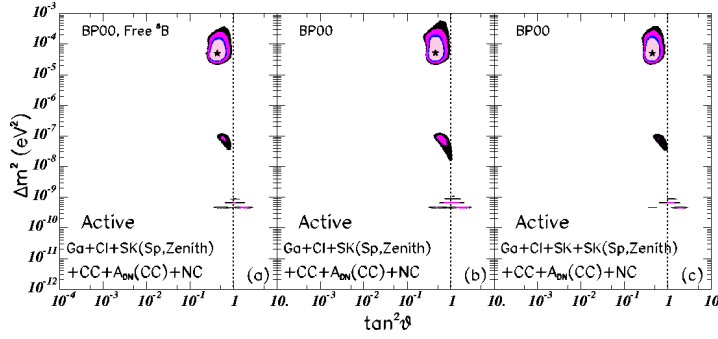 10⁻³
10⁻⁴
10⁻⁵
10⁻⁶
10⁻⁷
10⁻⁸
10⁻⁹
10⁻¹⁰
10⁻¹¹
10⁻¹²
Δm² (eV²)
BP00, Free ⁸B
Active
Ga+Cl+SK(Sp,Zenith)
+CC+A_DN(CC)+NC
(a)
BP00
Active
Ga+Cl+SK(Sp,Zenith)
+CC+A_DN(CC)+NC
(b)
BP00
Active
Ga+Cl+SK+SK(Sp,Zenith)
+CC+A_DN(CC)+NC
(c)
10⁻⁴ 10⁻³ 10⁻² 10⁻¹ 1 10. 10⁻³ 10⁻² 10⁻¹ 1 10. 10⁻³ 10⁻² 10⁻¹ 1 10
tan²ϑ